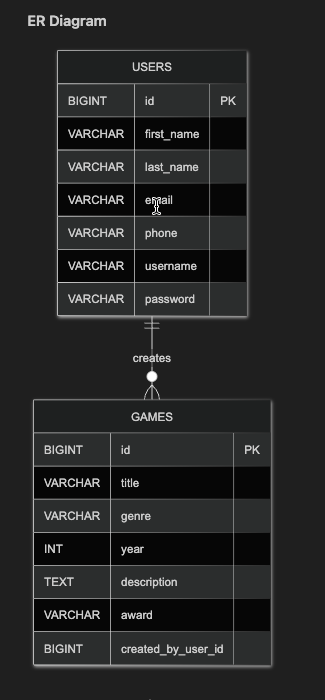 ER Diagram
USERS
BIGINT id PK
VARCHAR first_name
VARCHAR last_name
VARCHAR email
VARCHAR phone
VARCHAR username
VARCHAR password
creates
GAMES
BIGINT id PK
VARCHAR title
VARCHAR genre
INT year
TEXT description
VARCHAR award
BIGINT created_by_user_id